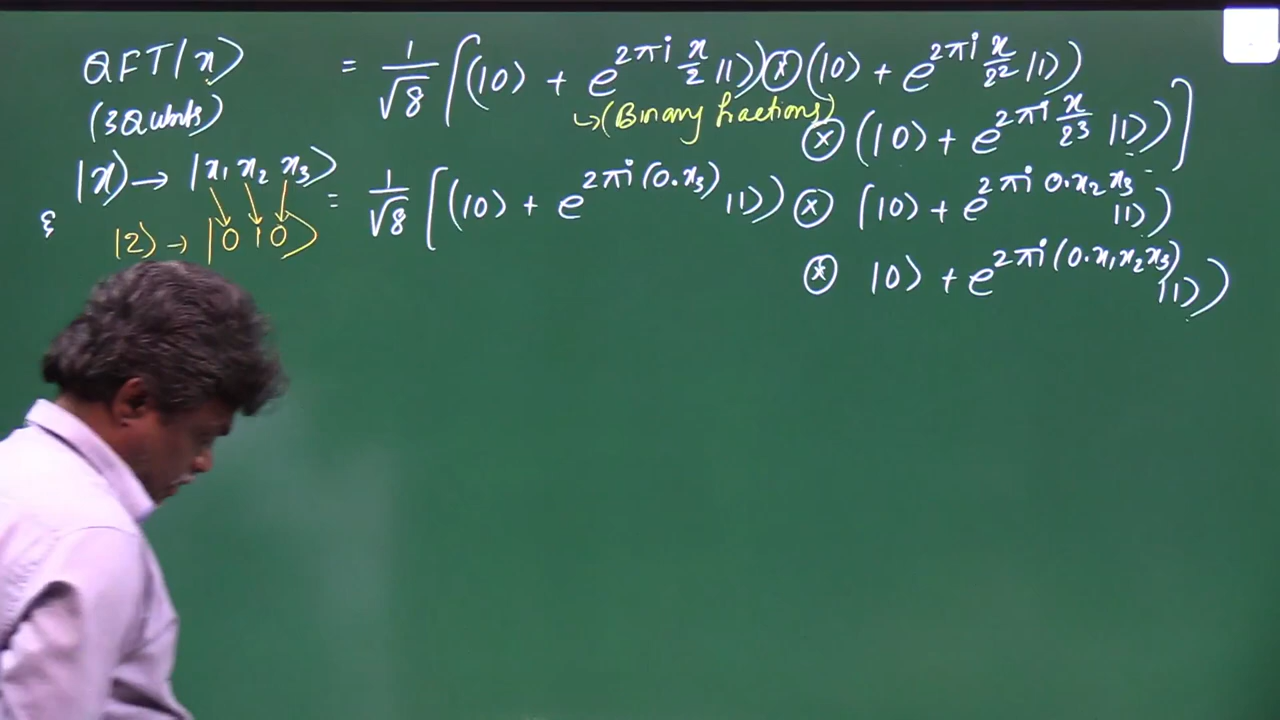 QFT|x⟩ = 1/√8 [(|0⟩ + e^{2πi x/2} |1⟩) ⊗ (|0⟩ + e^{2πi x/2²} |1⟩)
(3 Qubits) ↳ (Binary fractions) ⊗ (|0⟩ + e^{2πi x/2³} |1⟩)]
|x⟩ → |x₁ x₂ x₃⟩ = 1/√8 [(|0⟩ + e^{2πi(0.x₃)} |1⟩) ⊗ (|0⟩ + e^{2πi 0.x₂x₃} |1⟩)
|2⟩ → |0 1 0⟩
⊗ |0⟩ + e^{2πi(0.x₁x₂x₃)} |1⟩)